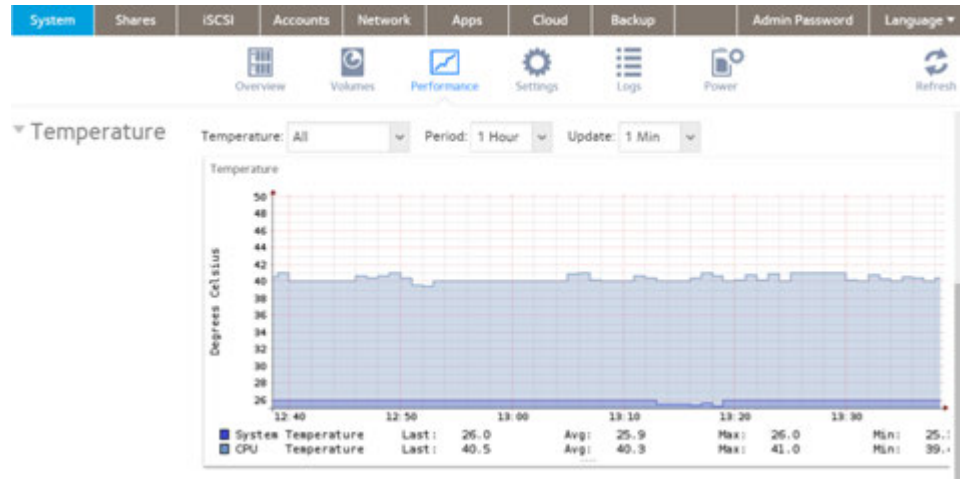 System Shares iSCSI Accounts Network Apps Cloud Backup Admin Password Language
Overview Volumes Performance Settings Logs Power Refresh
Temperature
Temperature: All Period: 1 Hour Update: 1 Min
Temperature
50
48
46
44
42
40
38
36
34
32
30
28
26
Degrees Celsius
12:40 12:50 13:00 13:10 13:20 13:30
System Temperature Last: 26.0 Avg: 25.9 Max: 26.0 Min: 25.
CPU Temperature Last: 40.5 Avg: 40.3 Max: 41.0 Min: 39.